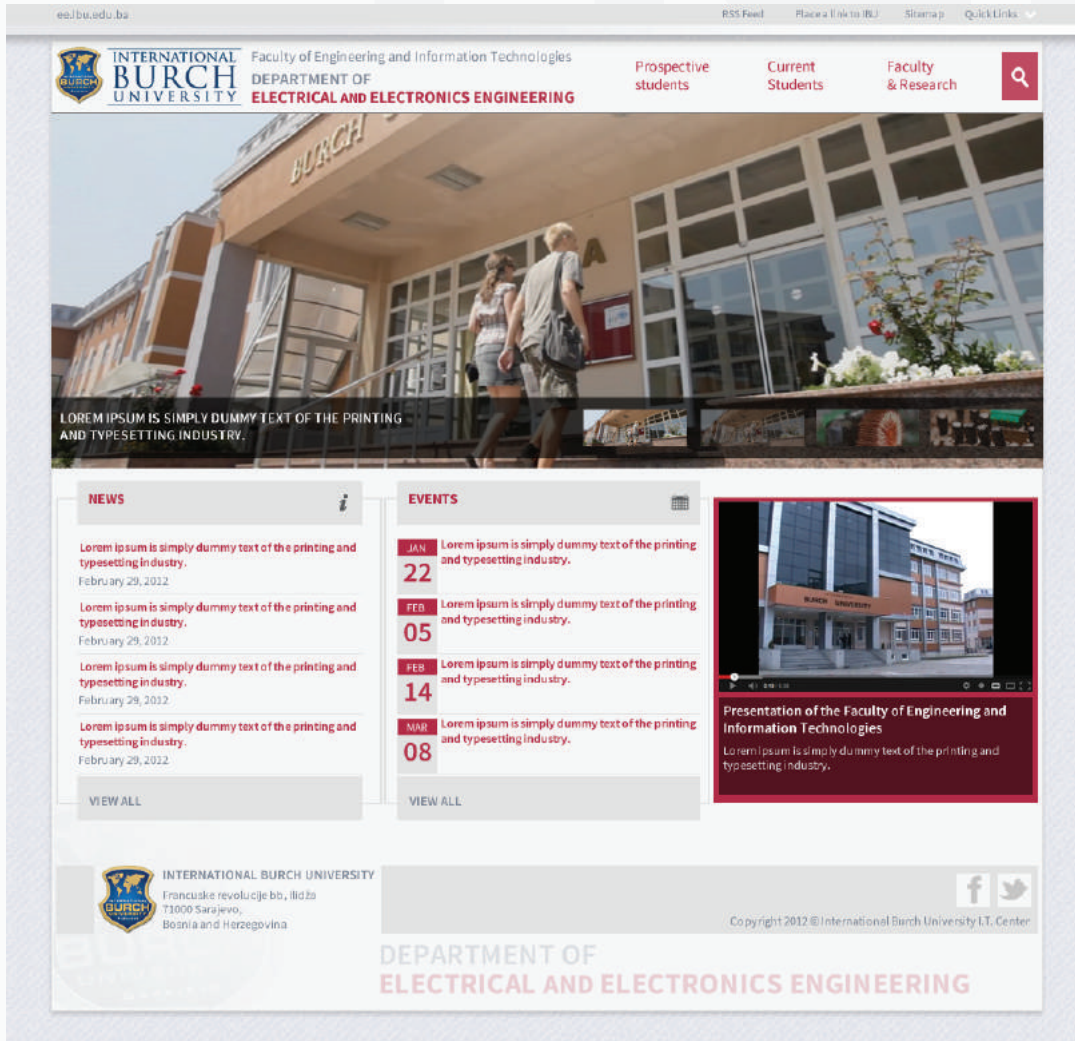 ee.ibu.edu.ba
RSS Feed
Place a link to IBU
Sitemap
Quick Links
INTERNATIONAL
BURCH
UNIVERSITY
BURCH
Faculty of Engineering and Information Technologies
DEPARTMENT OF
ELECTRICAL AND ELECTRONICS ENGINEERING
Prospective
students
Current
Students
Faculty
& Research
BURCH
LOREM IPSUM IS SIMPLY DUMMY TEXT OF THE PRINTING
AND TYPESETTING INDUSTRY.
NEWS
Lorem ipsum is simply dummy text of the printing and
typesetting industry.
February 29, 2012
Lorem ipsum is simply dummy text of the printing and
typesetting industry.
February 29, 2012
Lorem ipsum is simply dummy text of the printing and
typesetting industry.
February 29, 2012
Lorem ipsum is simply dummy text of the printing and
typesetting industry.
February 29, 2012
VIEW ALL
EVENTS
JAN
22
Lorem ipsum is simply dummy text of the printing
and typesetting industry.
FEB
05
Lorem ipsum is simply dummy text of the printing
and typesetting industry.
FEB
14
Lorem ipsum is simply dummy text of the printing
and typesetting industry.
MAR
08
Lorem ipsum is simply dummy text of the printing
and typesetting industry.
VIEW ALL
BURCH UNIVERSITY
Presentation of the Faculty of Engineering and
Information Technologies
Lorem ipsum is simply dummy text of the printing and
typesetting industry.
BURCH
INTERNATIONAL BURCH UNIVERSITY
Francuske revolucije bb, Ilidža
71000 Sarajevo,
Bosnia and Herzegovina
Copyright 2012 © International Burch University I.T. Center
DEPARTMENT OF
ELECTRICAL AND ELECTRONICS ENGINEERING